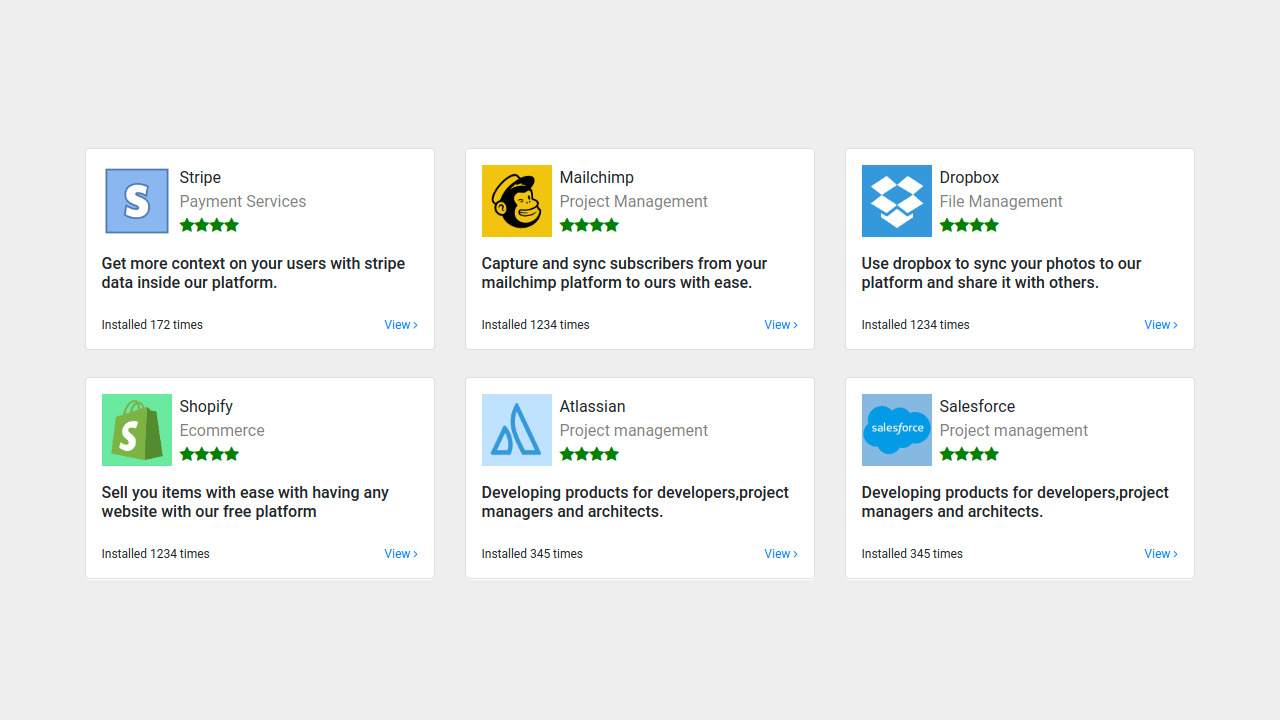 Stripe
Payment Services
Get more context on your users with stripe
data inside our platform.
Installed 172 times
View
Mailchimp
Project Management
Capture and sync subscribers from your
mailchimp platform to ours with ease.
Installed 1234 times
View
Dropbox
File Management
Use dropbox to sync your photos to our
platform and share it with others.
Installed 1234 times
View
Shopify
Ecommerce
Sell you items with ease with having any
website with our free platform
Installed 1234 times
View
Atlassian
Project management
Developing products for developers,project
managers and architects.
Installed 345 times
View
salesforce
Salesforce
Project management
Developing products for developers,project
managers and architects.
Installed 345 times
View